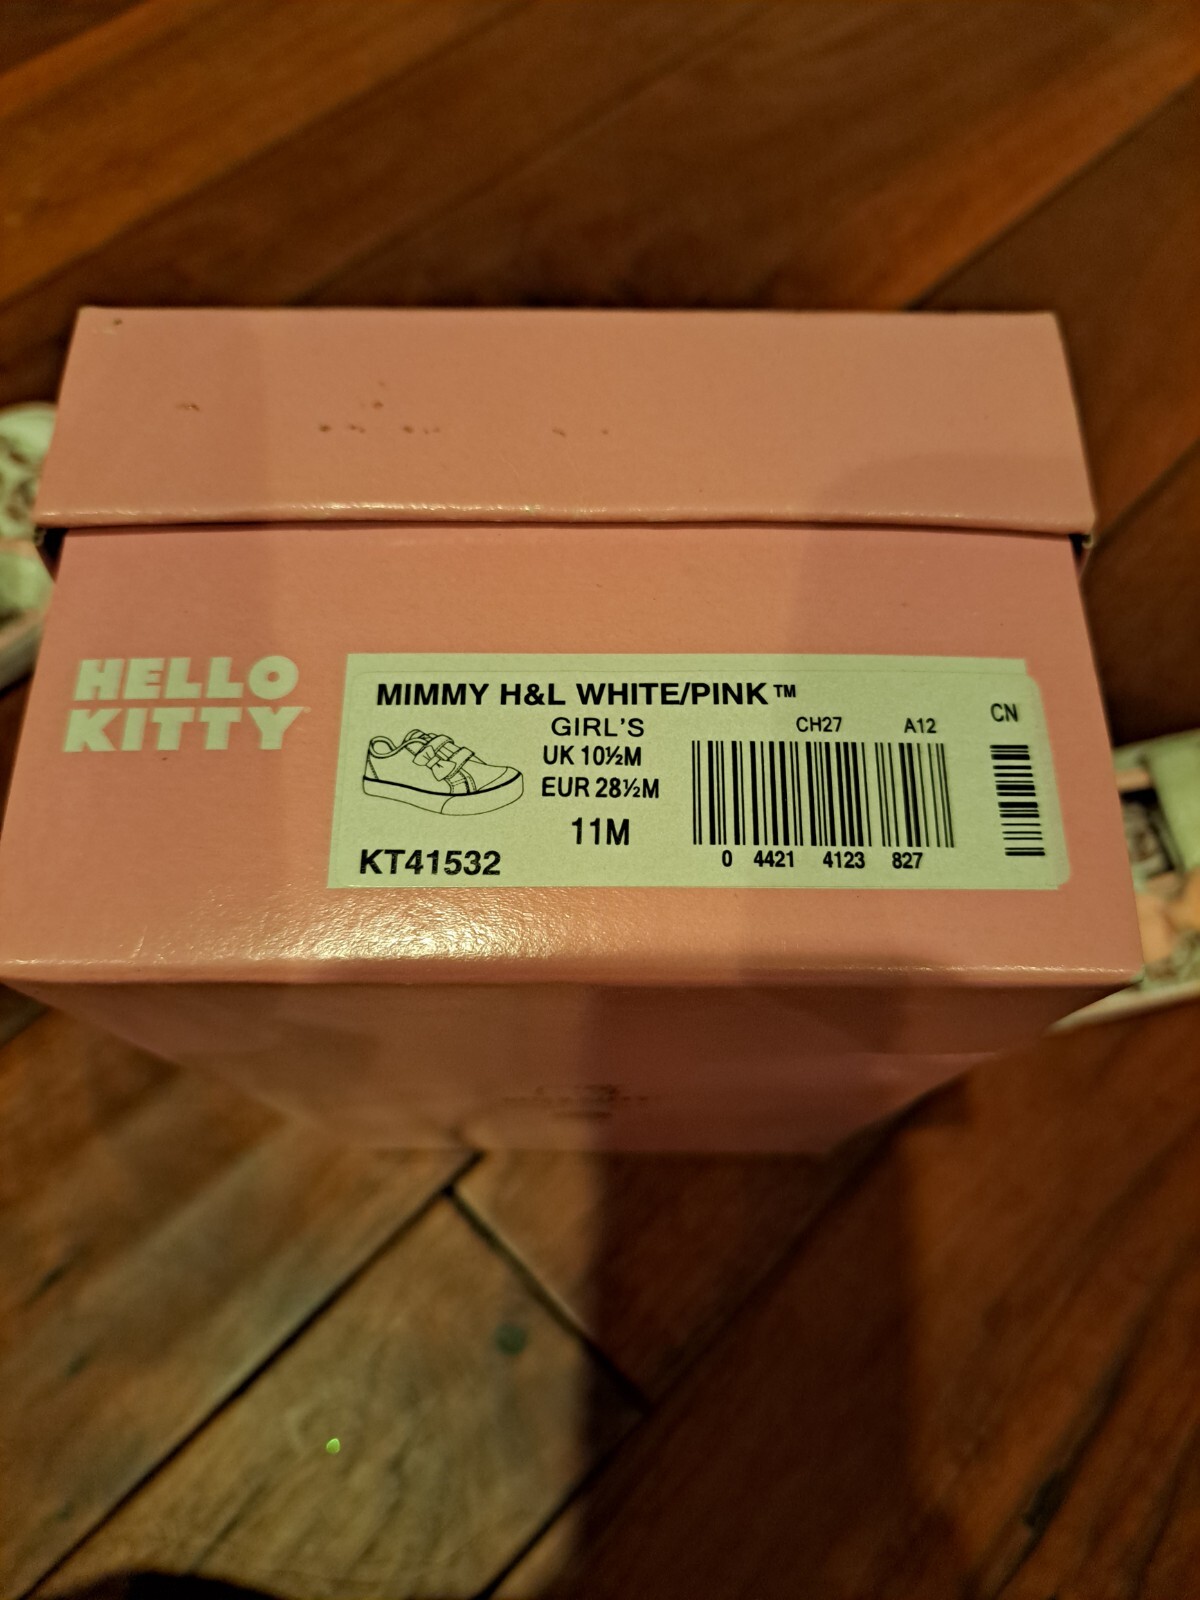 HELLO
KITTY
MIMMY H&L WHITE/PINK™
GIRL'S
CH27 A12
CN
UK 10½M
EUR 28½M
11M
KT41532
0 4421 4123 827